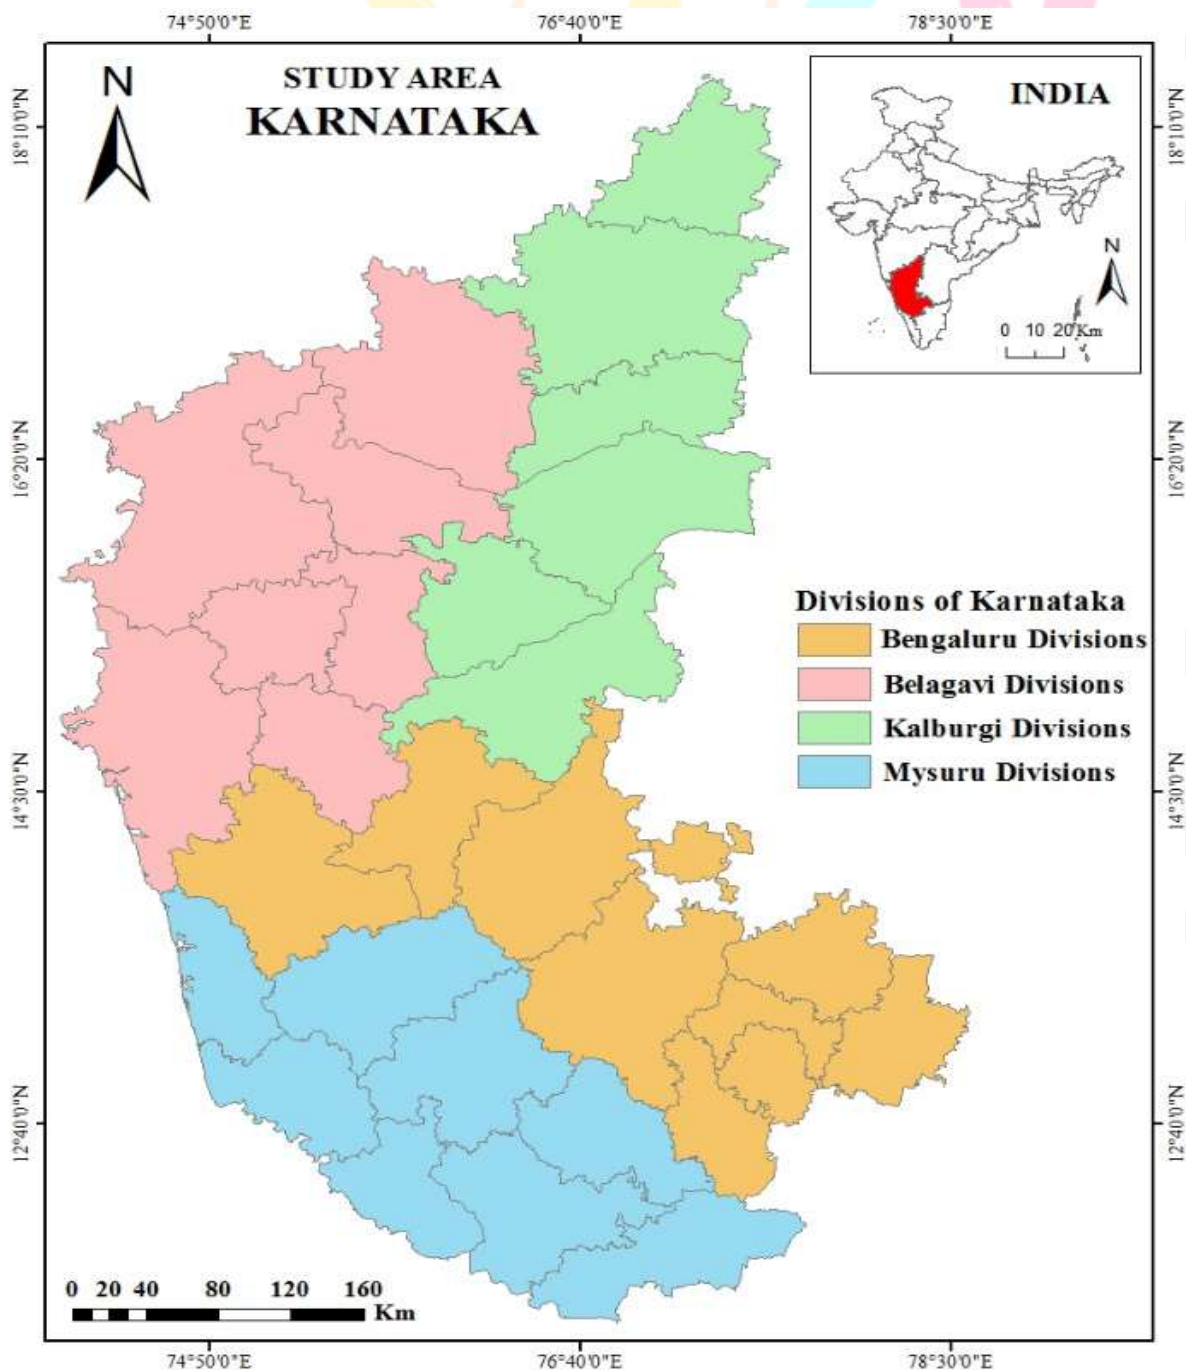 74°50'0"E 76°40'0"E 78°30'0"E
N
STUDY AREA
KARNATAKA
INDIA
N
0 10 20 Km
18°10'0"N
18°10'0"N
16°20'0"N
16°20'0"N
Divisions of Karnataka
Bengaluru Divisions
Belagavi Divisions
Kalburgi Divisions
Mysuru Divisions
14°30'0"N
14°30'0"N
12°40'0"N
12°40'0"N
0 20 40 80 120 160
Km
74°50'0"E 76°40'0"E 78°30'0"E